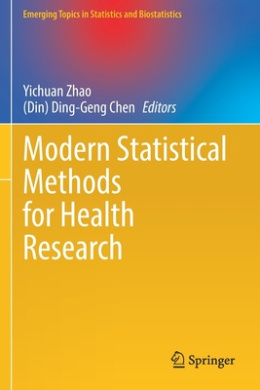 Emerging Topics in Statistics and Biostatistics
Yichuan Zhao
(Din) Ding-Geng Chen Editors
Modern Statistical
Methods
for Health
Research
Springer